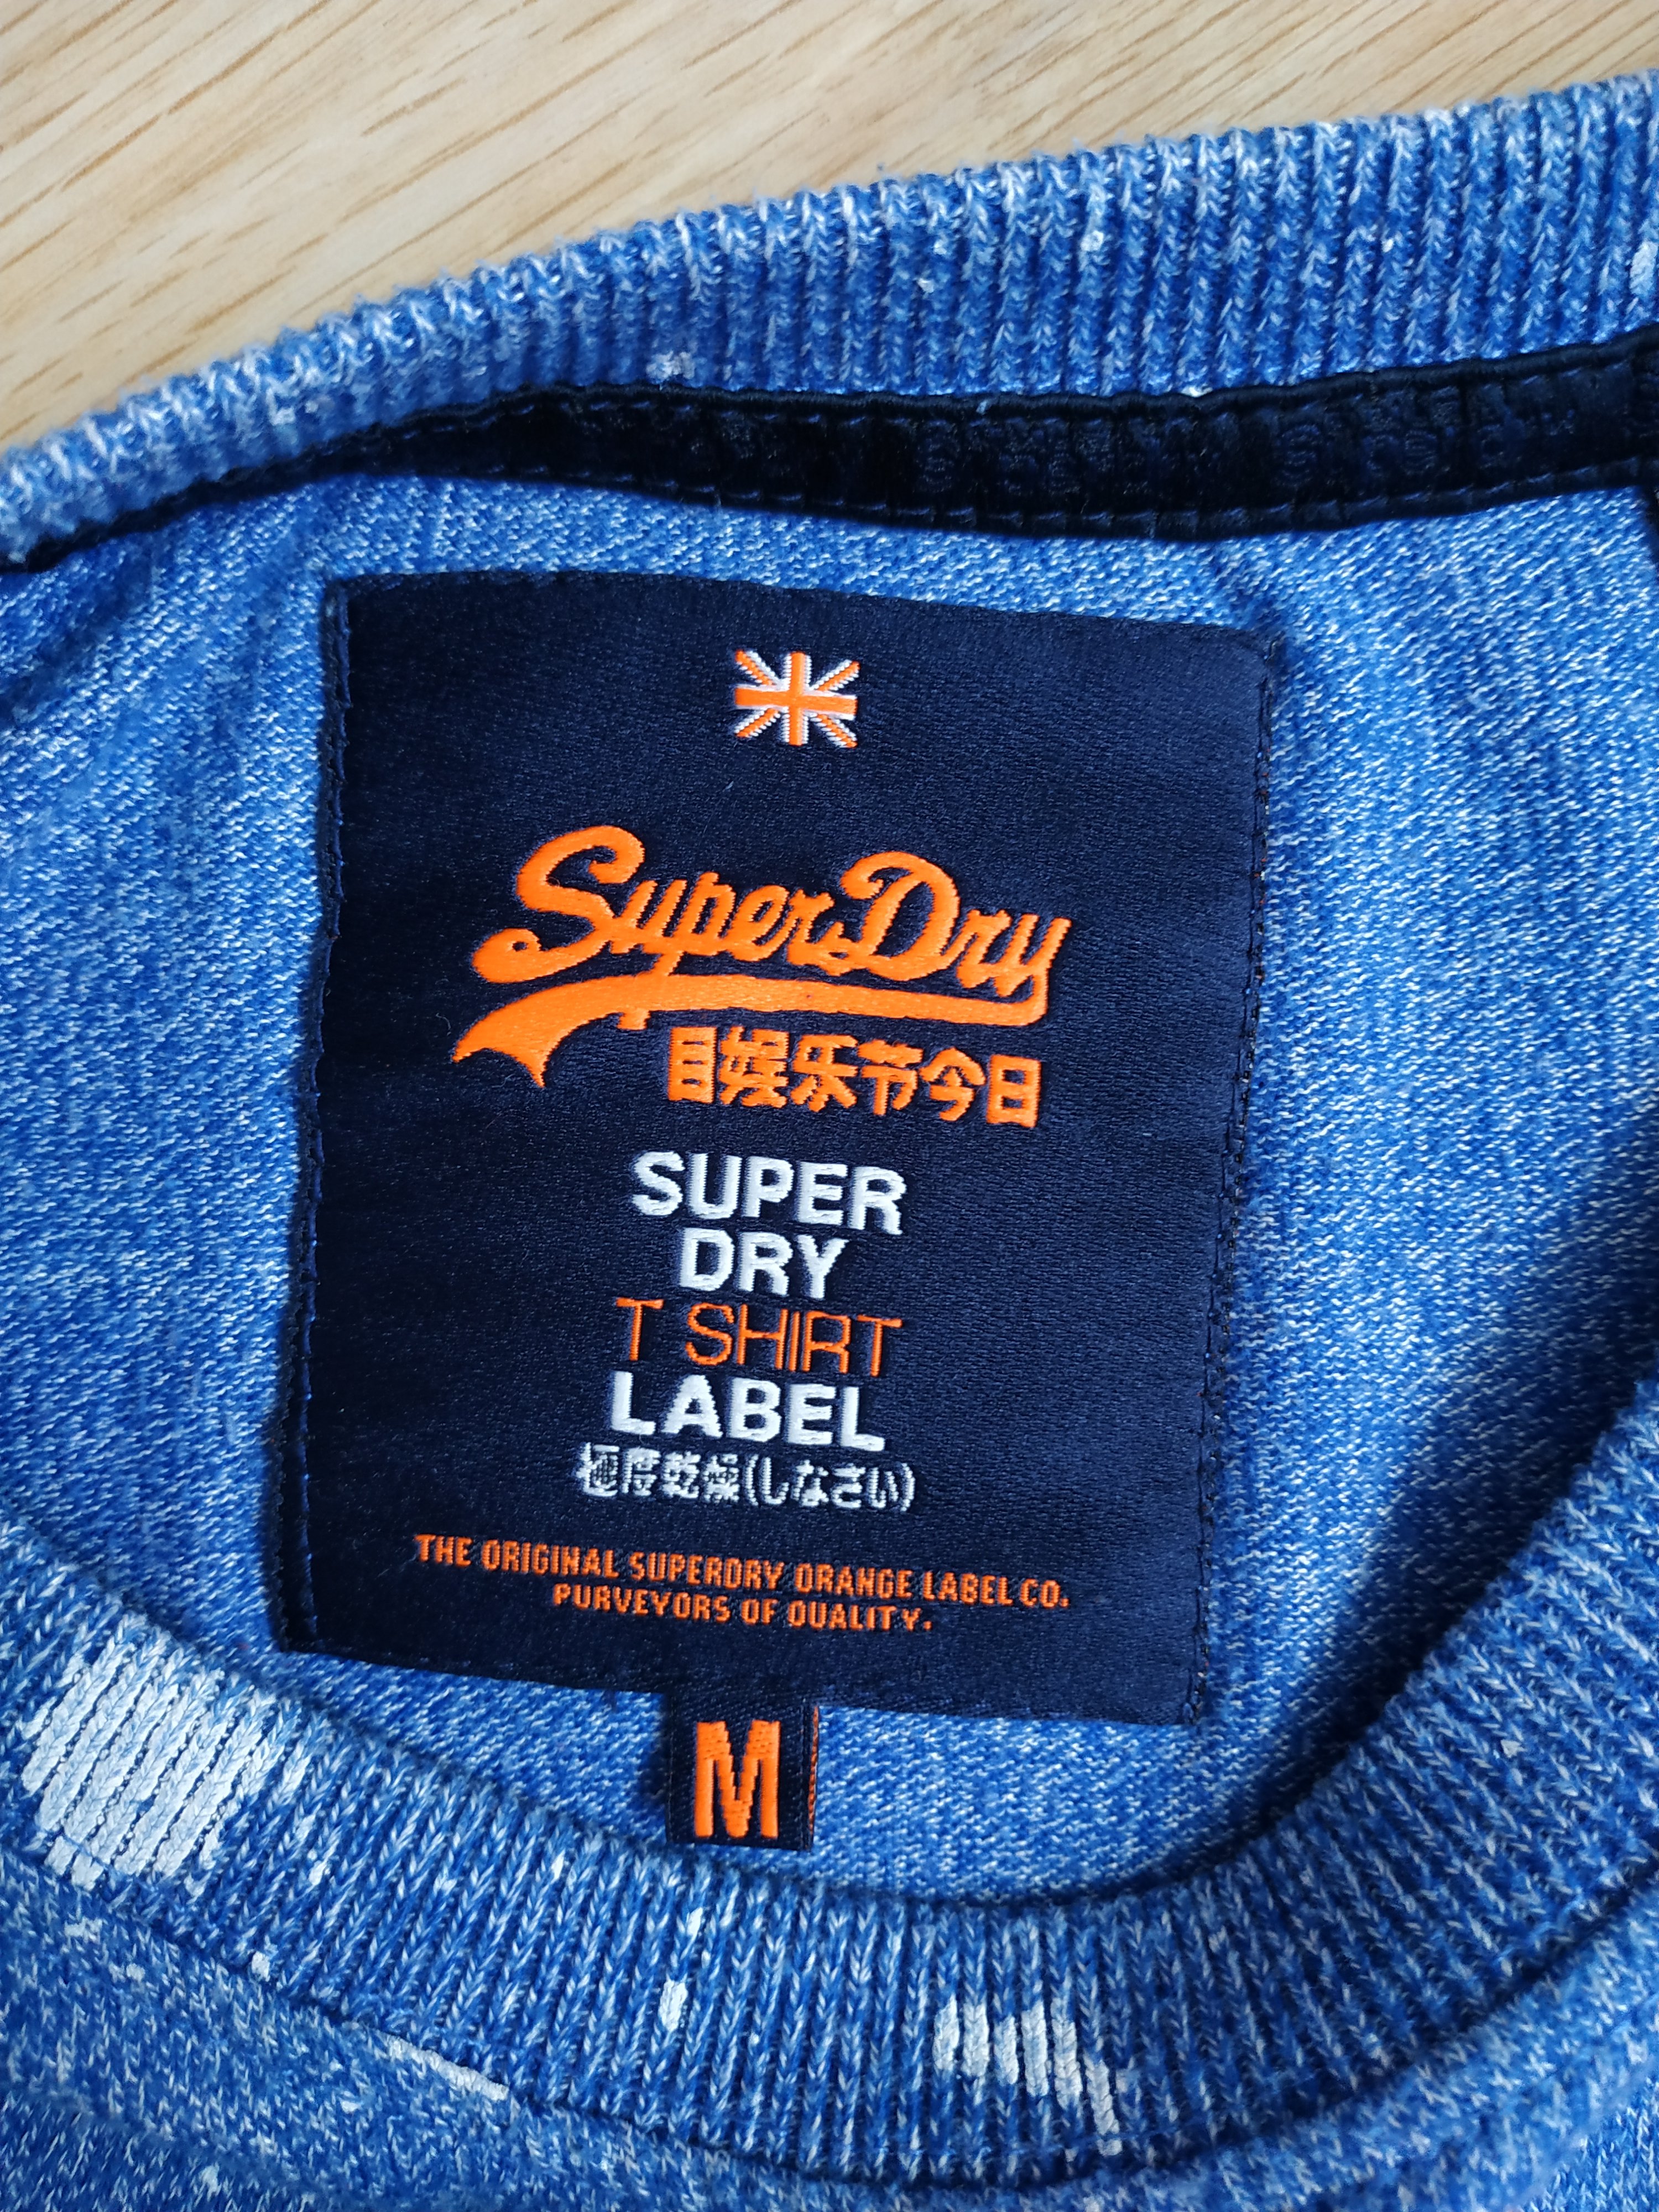 SuperDry
目娱乐节今日
SUPER
DRY
T SHIRT
LABEL
極度乾燥(しなさい)
THE ORIGINAL SUPERDRY ORANGE LABEL CO.
PURVEYORS OF QUALITY.
M